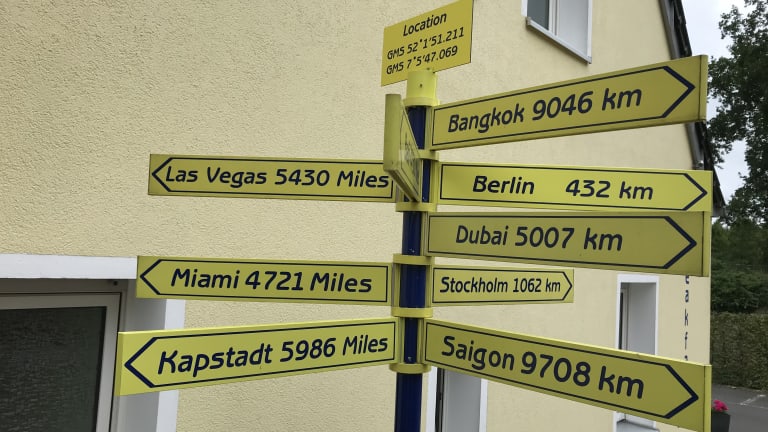 Location
GMS 52°1'51.211
GMS 7°5'47.069
Bangkok 9046 km
Las Vegas 5430 Miles
Berlin 432 km
Dubai 5007 km
Miami 4721 Miles
Stockholm 1062 km
Kapstadt 5986 Miles
Saigon 9708 km